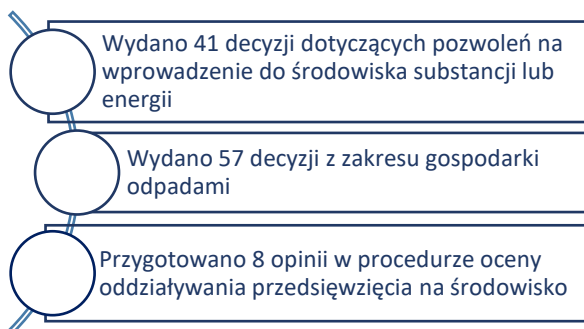 Wydano 41 decyzji dotyczących pozwoleń na
wprowadzenie do środowiska substancji lub
energii
Wydano 57 decyzji z zakresu gospodarki
odpadami
Przygotowano 8 opinii w procedurze oceny
oddziaływania przedsięwzięcia na środowisko